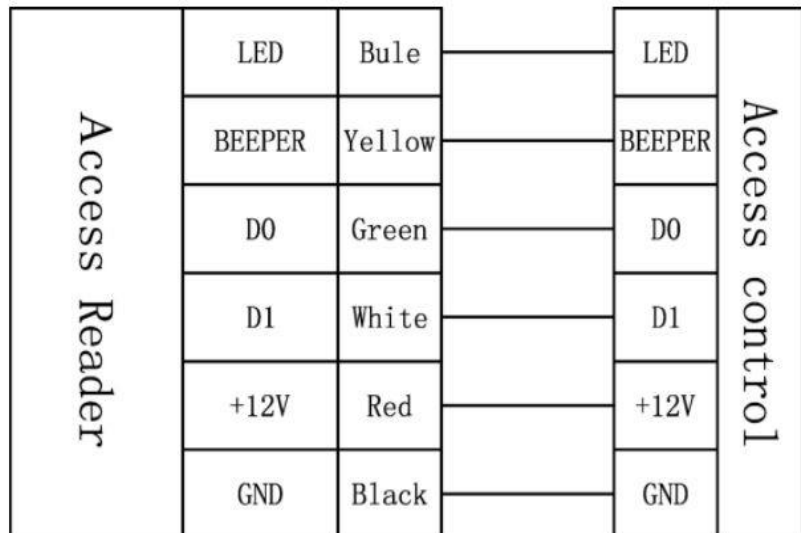 Access Reader
LED Bule LED
BEEPER Yellow BEEPER
D0 Green D0
D1 White D1
+12V Red +12V
GND Black GND
Access control